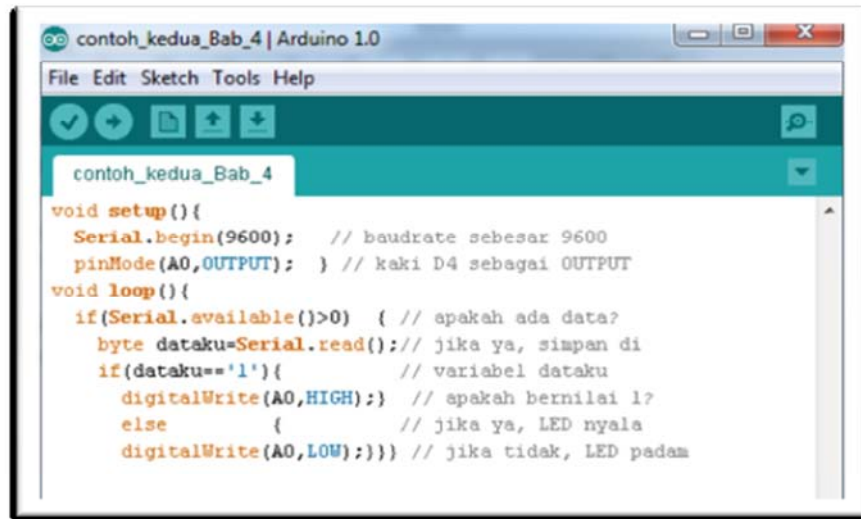 contoh_kedua_Bab_4 | Arduino 1.0
File Edit Sketch Tools Help
contoh_kedua_Bab_4
void setup(){
Serial.begin(9600); // baudrate sebesar 9600
pinMode(A0,OUTPUT); } // kaki D4 sebagai OUTPUT
void loop(){
if(Serial.available()>0) { // apakah ada data?
byte dataku=Serial.read();// jika ya, simpan di
if(dataku=='1'){ // variabel dataku
digitalWrite(A0,HIGH);} // apakah bernilai 1?
else { // jika ya, LED nyala
digitalWrite(A0,LOW);}}} // jika tidak, LED padam